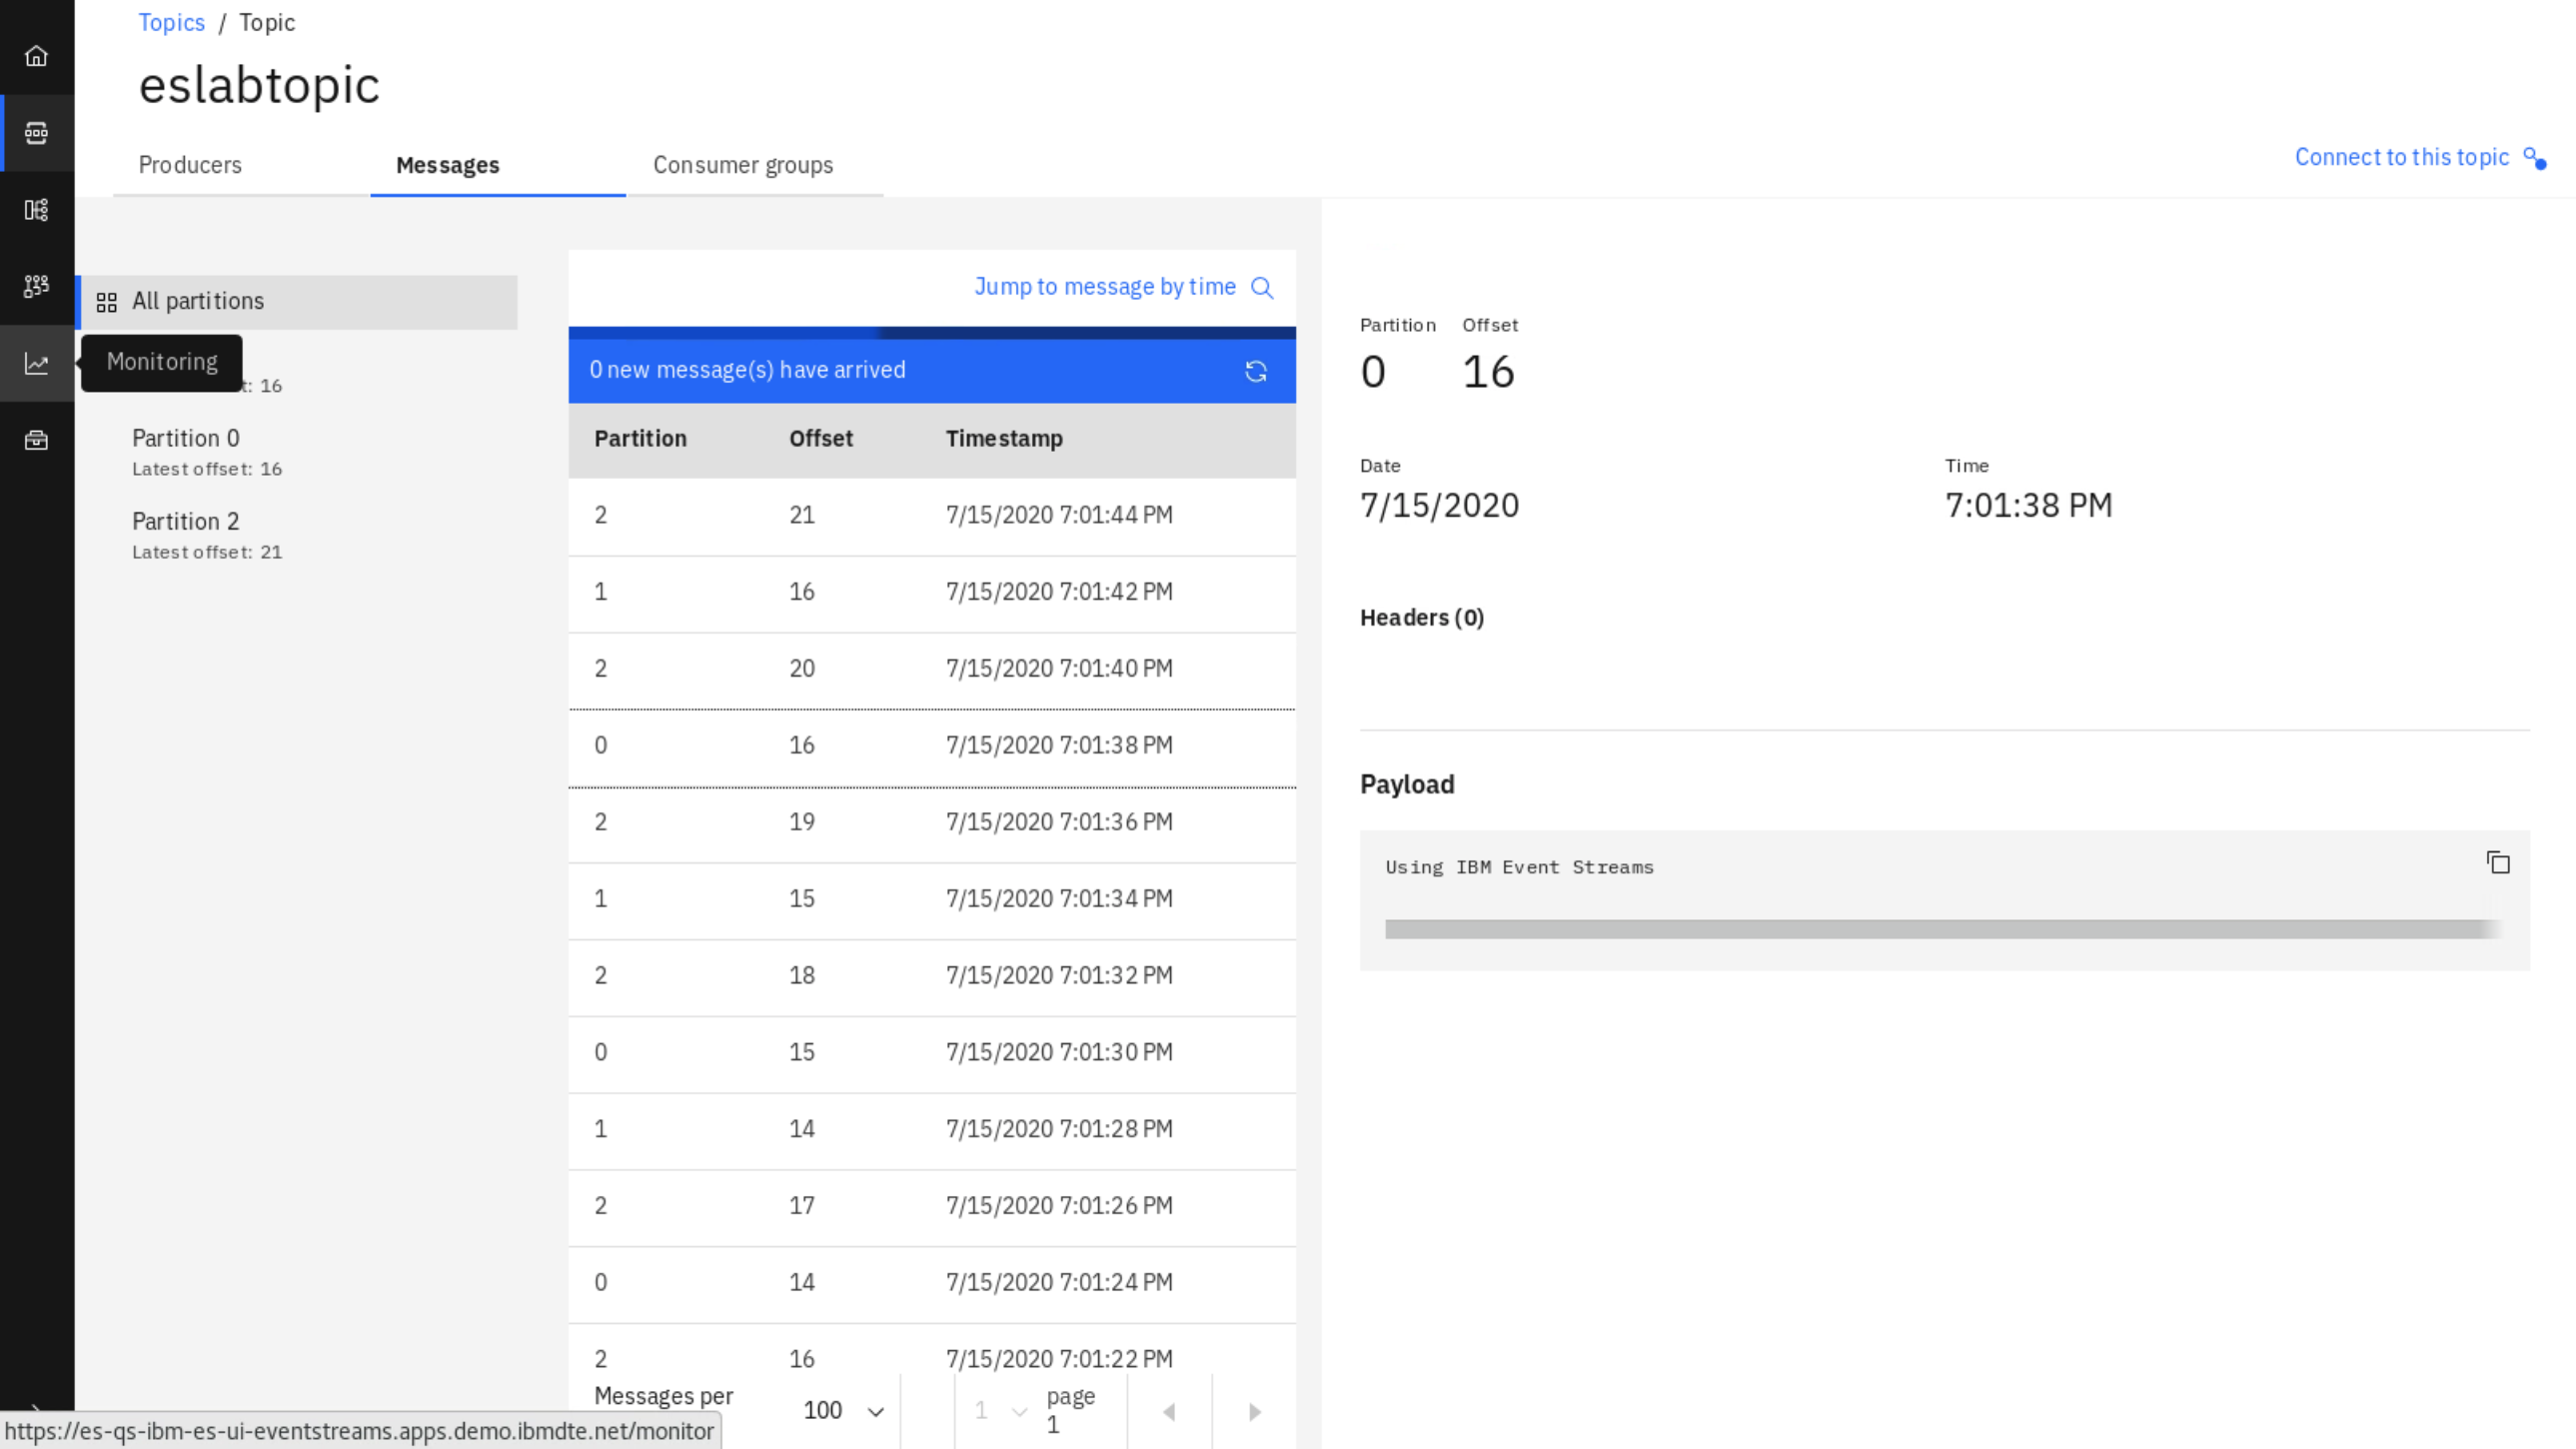 Topics / Topic
eslabtopic
Producers Messages Consumer groups
Connect to this topic
All partitions
Monitoring
t: 16
Partition 0
Latest offset: 16
Partition 2
Latest offset: 21
Jump to message by time
0 new message(s) have arrived
Partition Offset Timestamp
2 21 7/15/2020 7:01:44 PM
1 16 7/15/2020 7:01:42 PM
2 20 7/15/2020 7:01:40 PM
0 16 7/15/2020 7:01:38 PM
2 19 7/15/2020 7:01:36 PM
1 15 7/15/2020 7:01:34 PM
2 18 7/15/2020 7:01:32 PM
0 15 7/15/2020 7:01:30 PM
1 14 7/15/2020 7:01:28 PM
2 17 7/15/2020 7:01:26 PM
0 14 7/15/2020 7:01:24 PM
2 16 7/15/2020 7:01:22 PM
Messages per 100 1 page
1
Partition Offset
0 16
Date Time
7/15/2020 7:01:38 PM
Headers (0)
Payload
Using IBM Event Streams
https://es-qs-ibm-es-ui-eventstreams.apps.demo.ibmdte.net/monitor